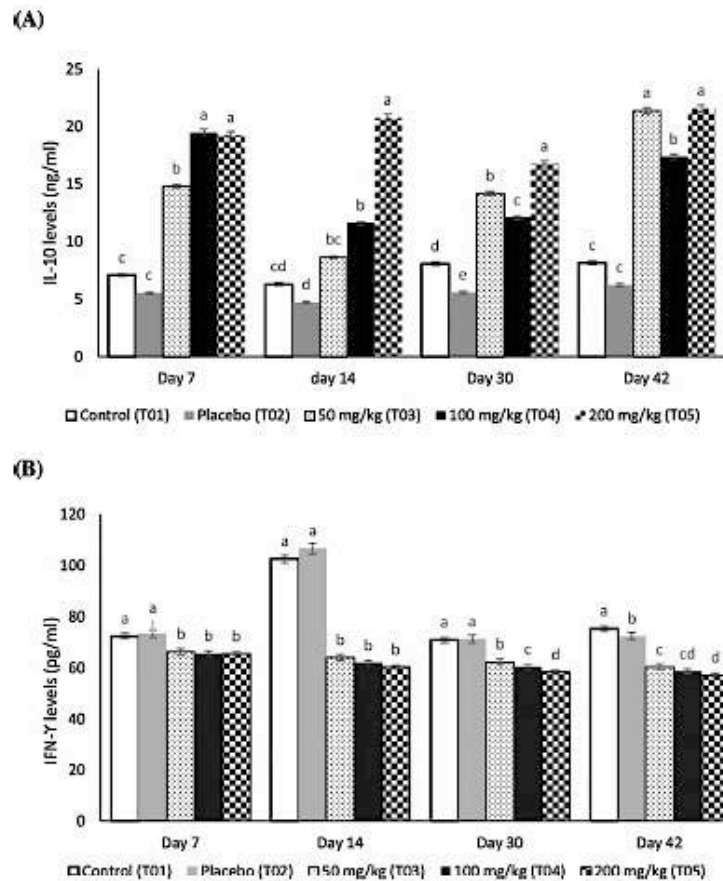 (A)
25
20
15
10
5
0
IL-10 levels (ng/ml)
c c b a a
cd d bc b a
d e b c a
c c a b a
Day 7 day 14 Day 30 Day 42
Control (T01) Placebo (T02) 50 mg/kg (T03) 100 mg/kg (T04) 200 mg/kg (T05)
(B)
120
100
80
60
40
20
0
IFN-Y levels (pg/ml)
a a b b b
a a b b b
a a b c d
a b c cd d
Day 7 Day 14 Day 30 Day 42
Control (T01) Placebo (T02) 50 mg/kg (T03) 100 mg/kg (T04) 200 mg/kg (T05)